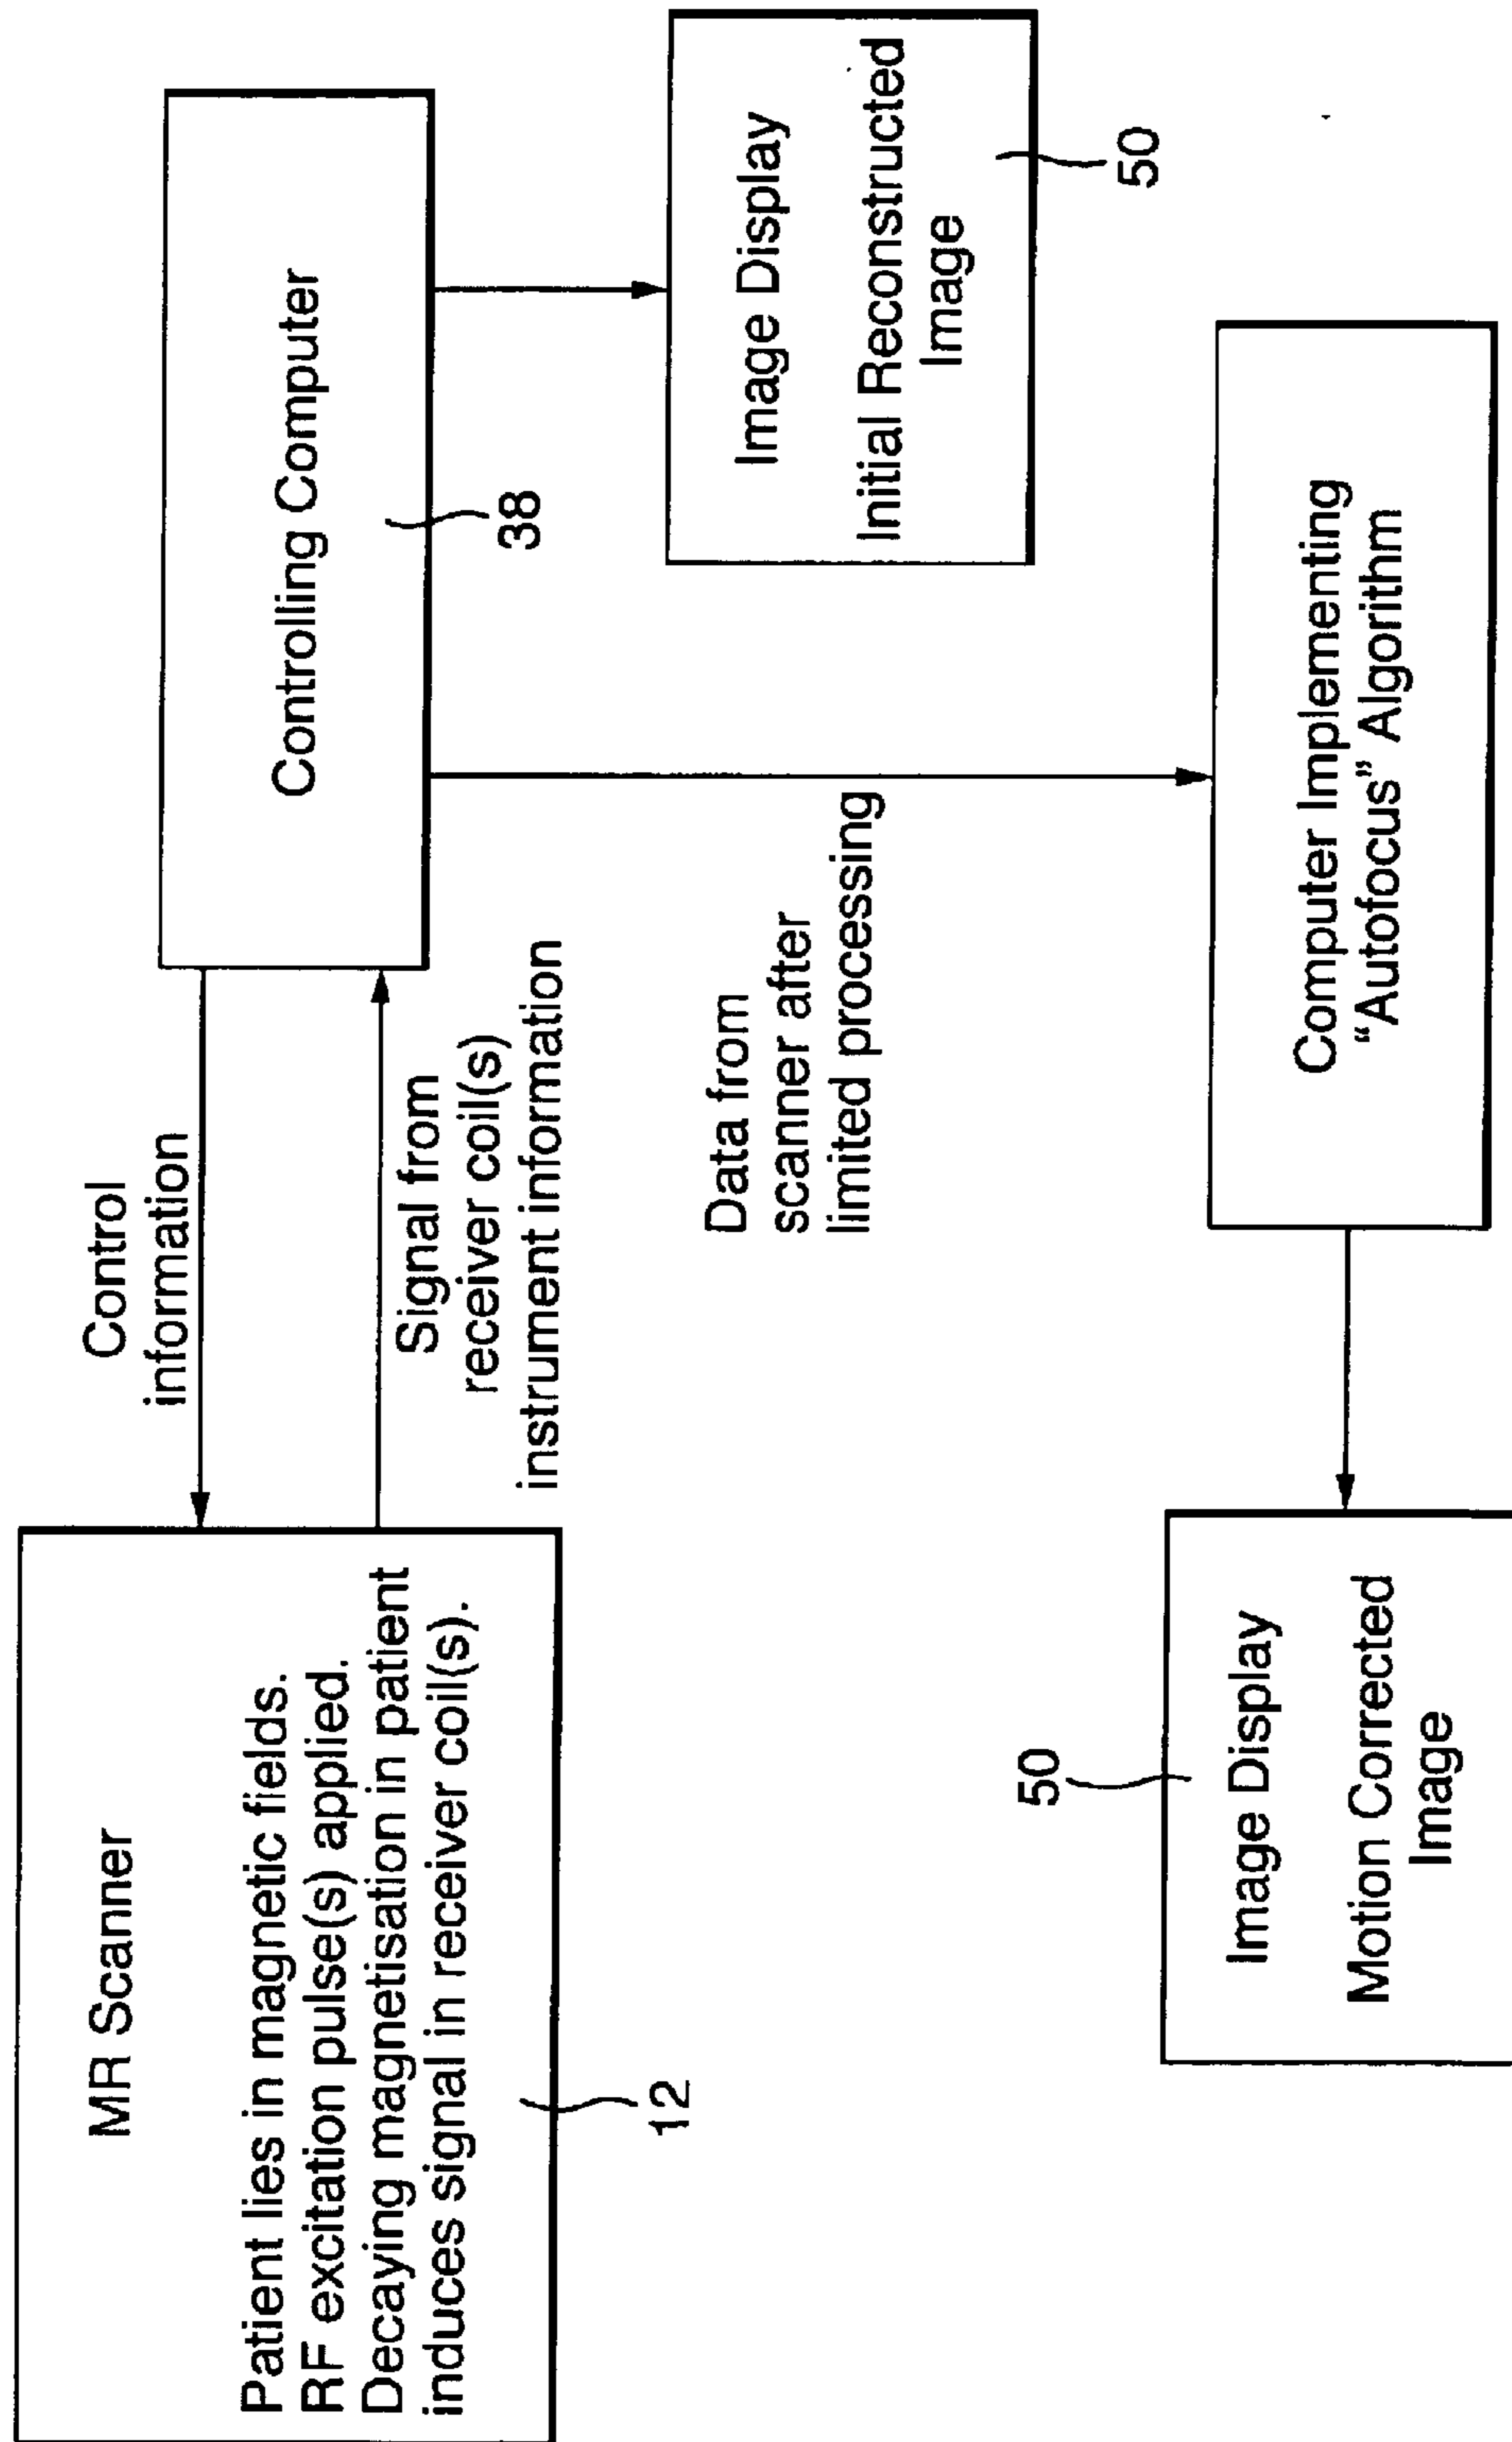 MR Scanner
Patient lies in magnetic fields.
RF excitation pulse(s) applied.
Decaying magnetisation in patient
induces signal in receiver coil(s).
12
Control
information
Signal from
receiver coil(s)
instrument information
Controlling Computer
38
Image Display
Initial Reconstructed
Image
50
Data from
scanner after
limited processing
Computer Implementing
“Autofocus” Algorithm
50
Image Display
Motion Corrected
Image